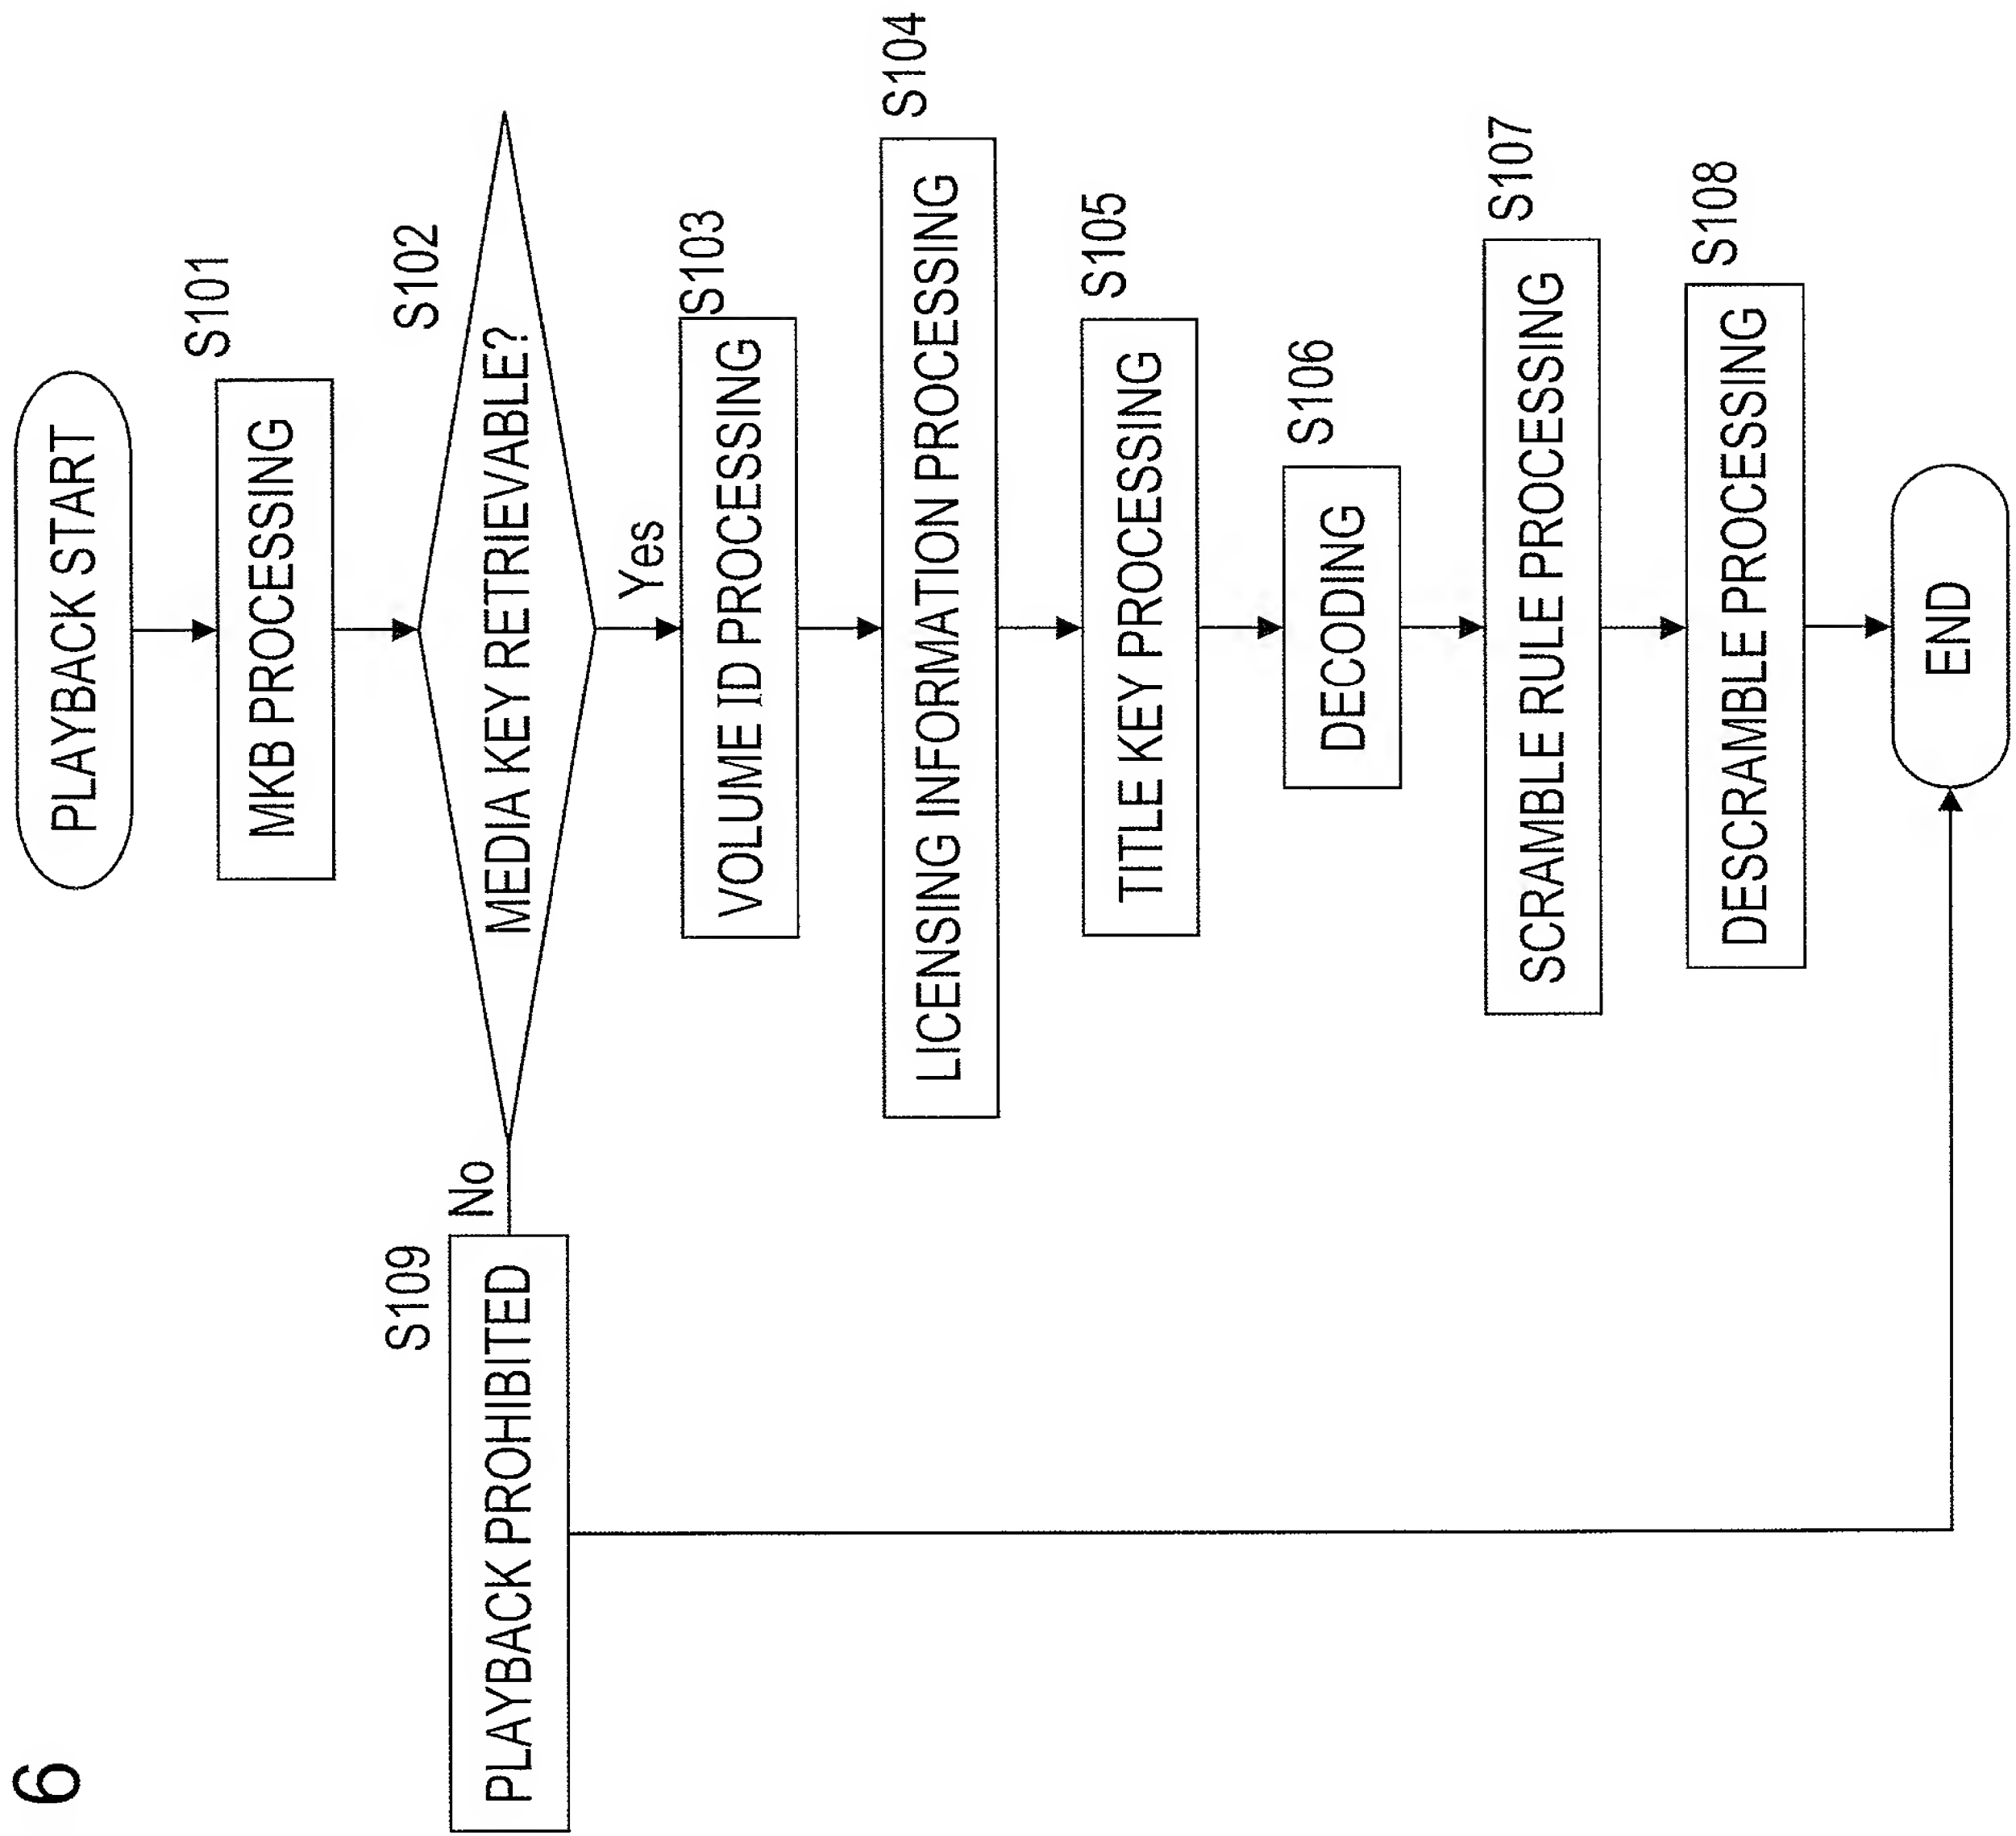 6
PLAYBACK START
S101
MKB PROCESSING
S102
MEDIA KEY RETRIEVABLE?
No
S109
PLAYBACK PROHIBITED
Yes
S103
VOLUME ID PROCESSING
S104
LICENSING INFORMATION PROCESSING
S105
TITLE KEY PROCESSING
S106
DECODING
S107
SCRAMBLE RULE PROCESSING
S108
DESCRAMBLE PROCESSING
END